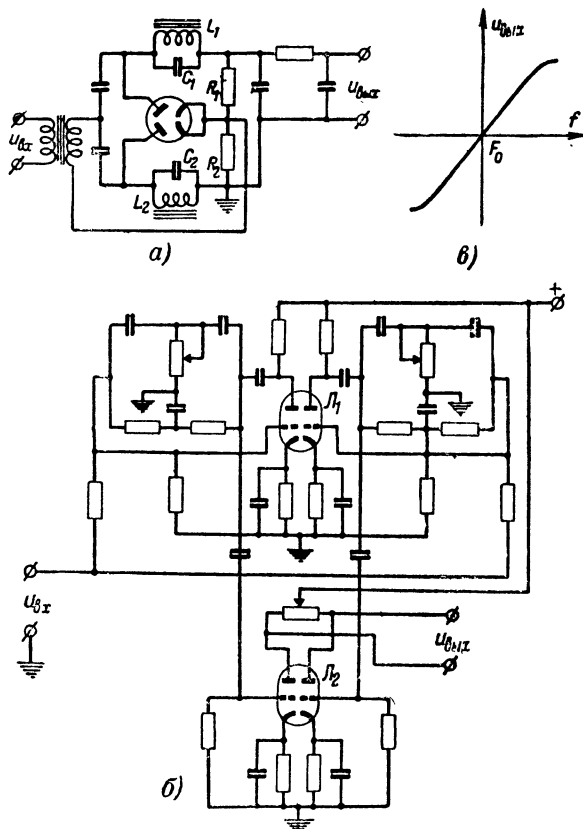 L₁
C₁
R₁
uвх
uвых
C₂
R₂
L₂
а)
uвых
f
F₀
в)
+
Л₁
uвх
uвых
Л₂
б)